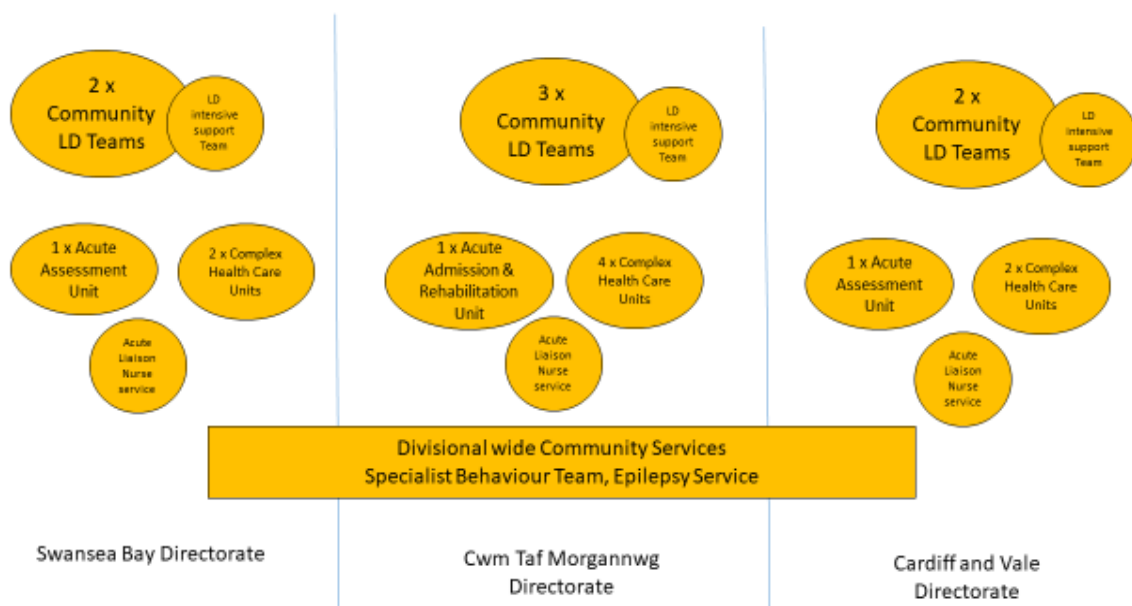 2 x
Community
LD Teams
LD
intensive
support
Team
1 x Acute
Assessment
Unit
2 x Complex
Health Care
Units
Acute
Liaison
Nurse
service
3 x
Community
LD Teams
LD
intensive
support
Team
1 x Acute
Admission &
Rehabilitation
Unit
4 x Complex
Health Care
Units
Acute
Liaison
Nurse
service
2 x
Community
LD Teams
LD
intensive
support
Team
1 x Acute
Assessment
Unit
2 x Complex
Health Care
Units
Acute
Liaison
Nurse
service
Divisional wide Community Services
Specialist Behaviour Team, Epilepsy Service
Swansea Bay Directorate
Cwm Taf Morgannwg
Directorate
Cardiff and Vale
Directorate